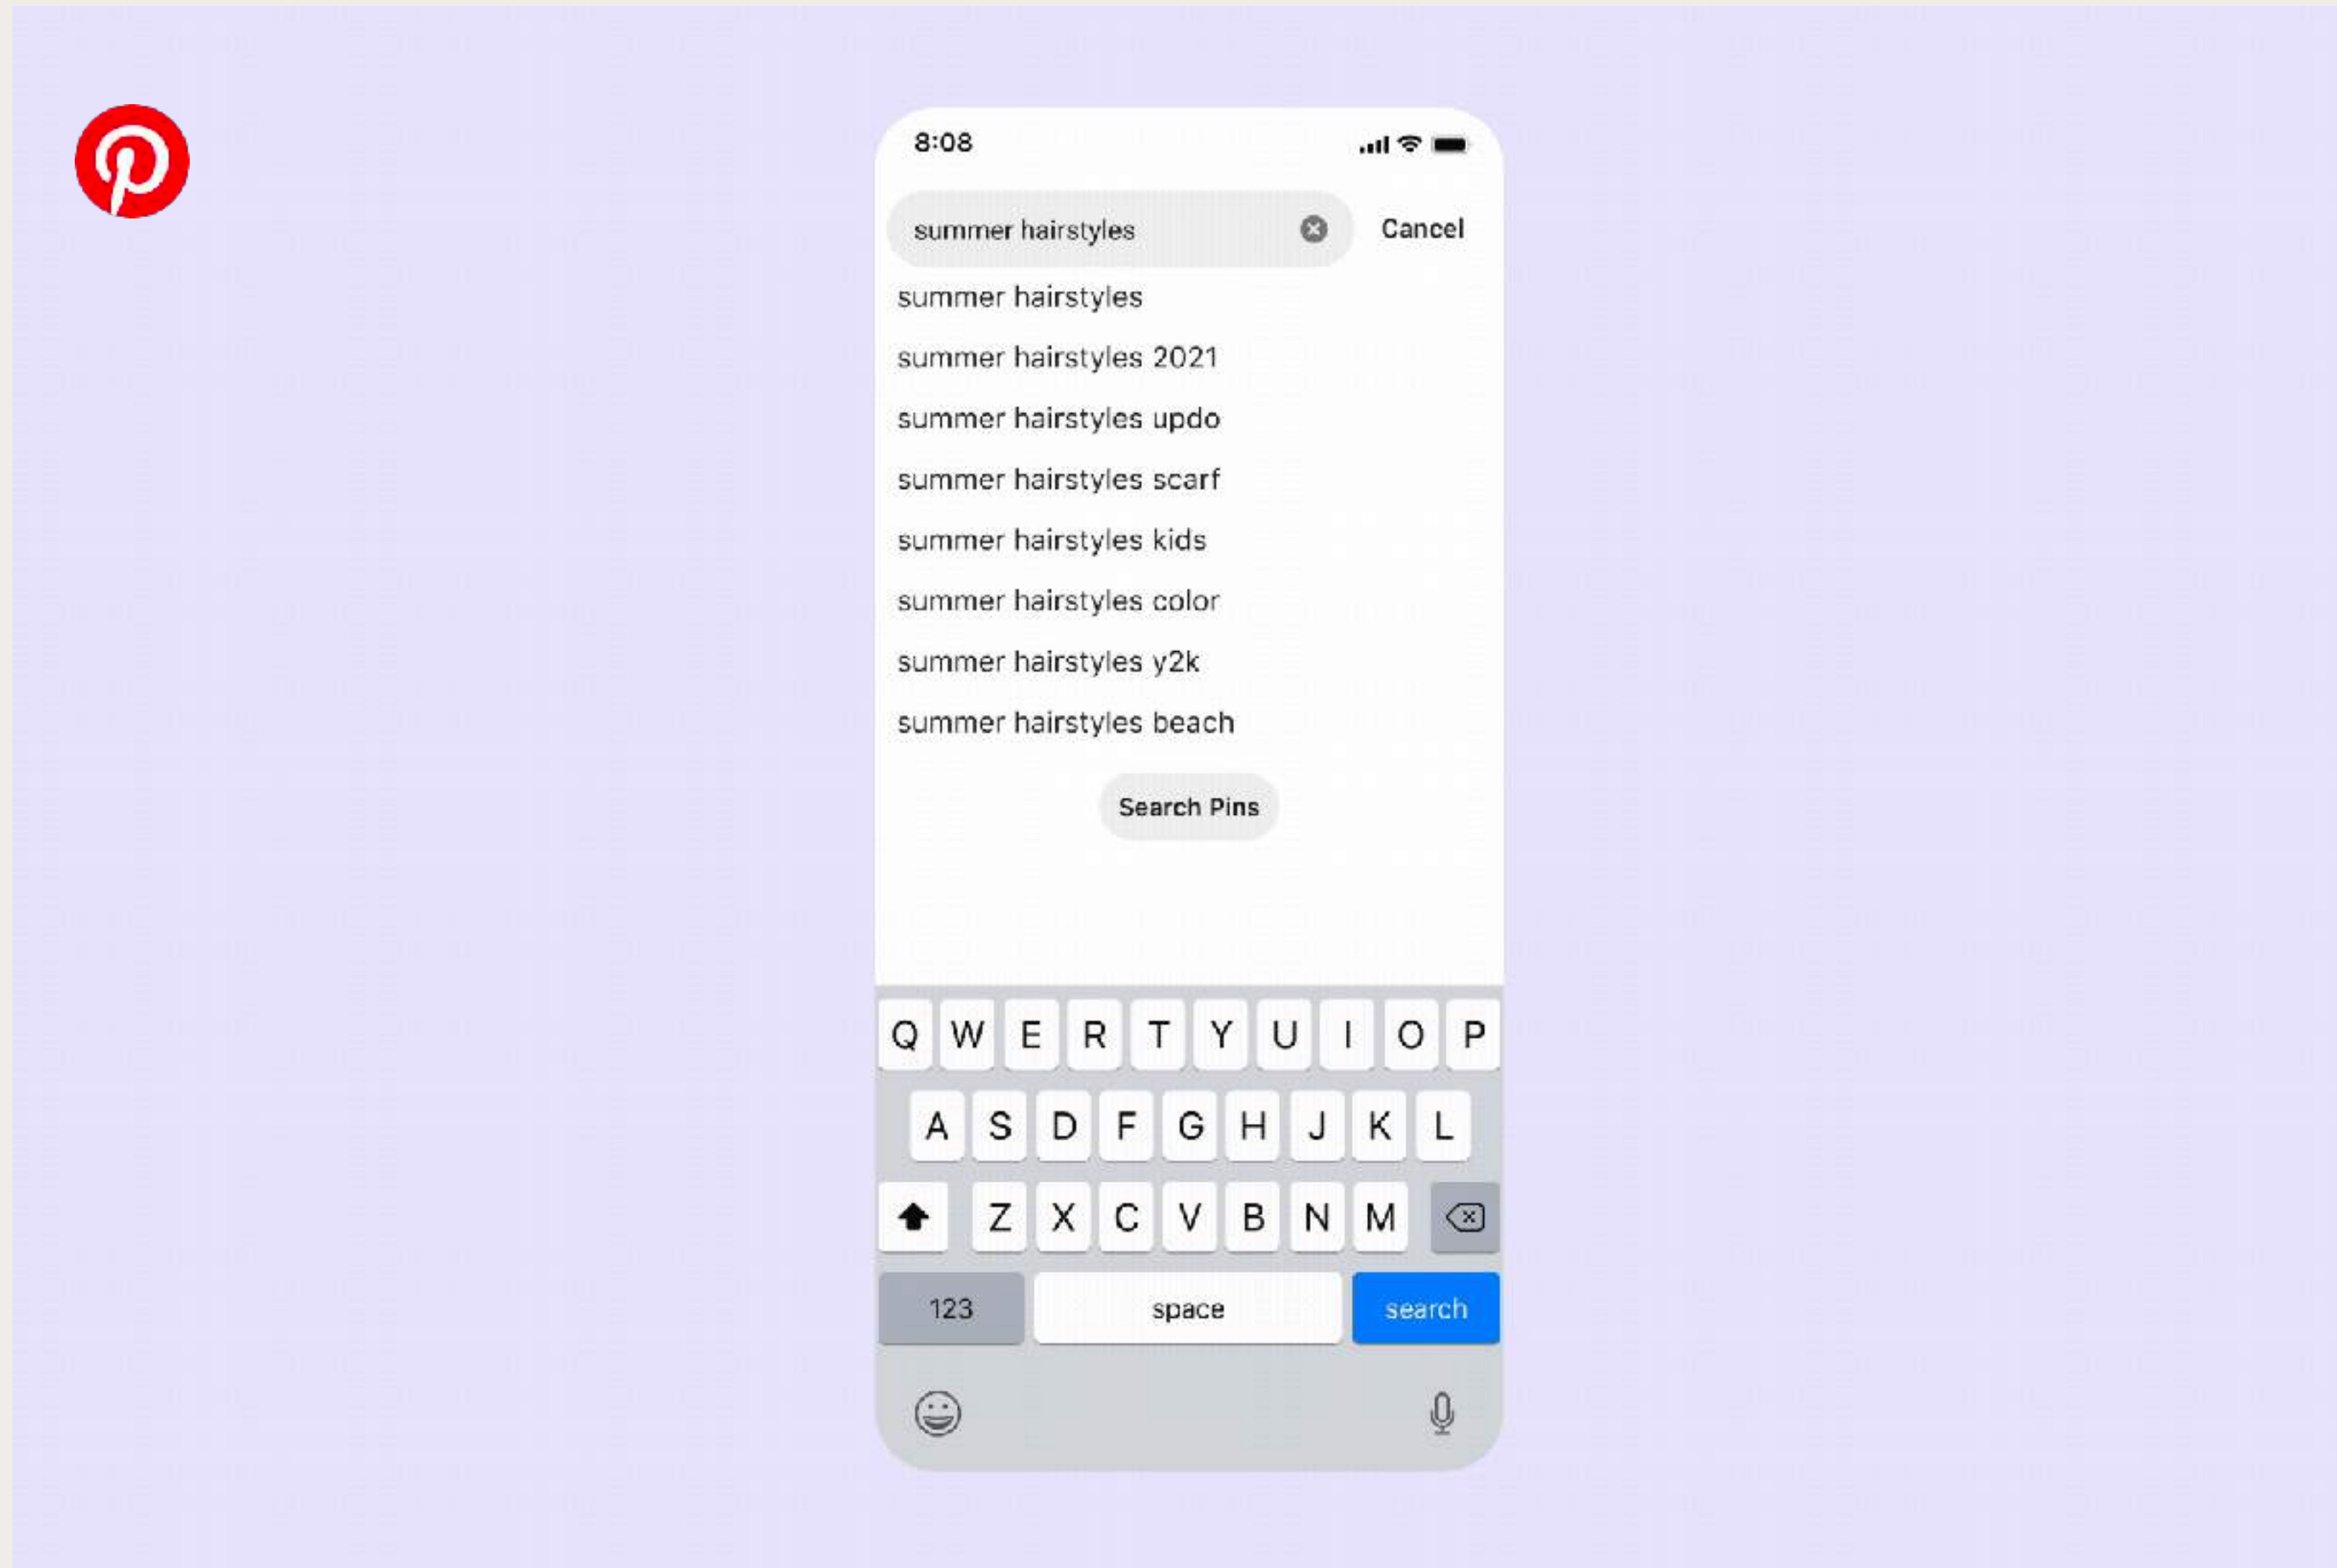 8:08
summer hairstyles Cancel
summer hairstyles
summer hairstyles 2021
summer hairstyles updo
summer hairstyles scarf
summer hairstyles kids
summer hairstyles color
summer hairstyles y2k
summer hairstyles beach
Search Pins
Q W E R T Y U I O P
A S D F G H J K L
Z X C V B N M
123 space search